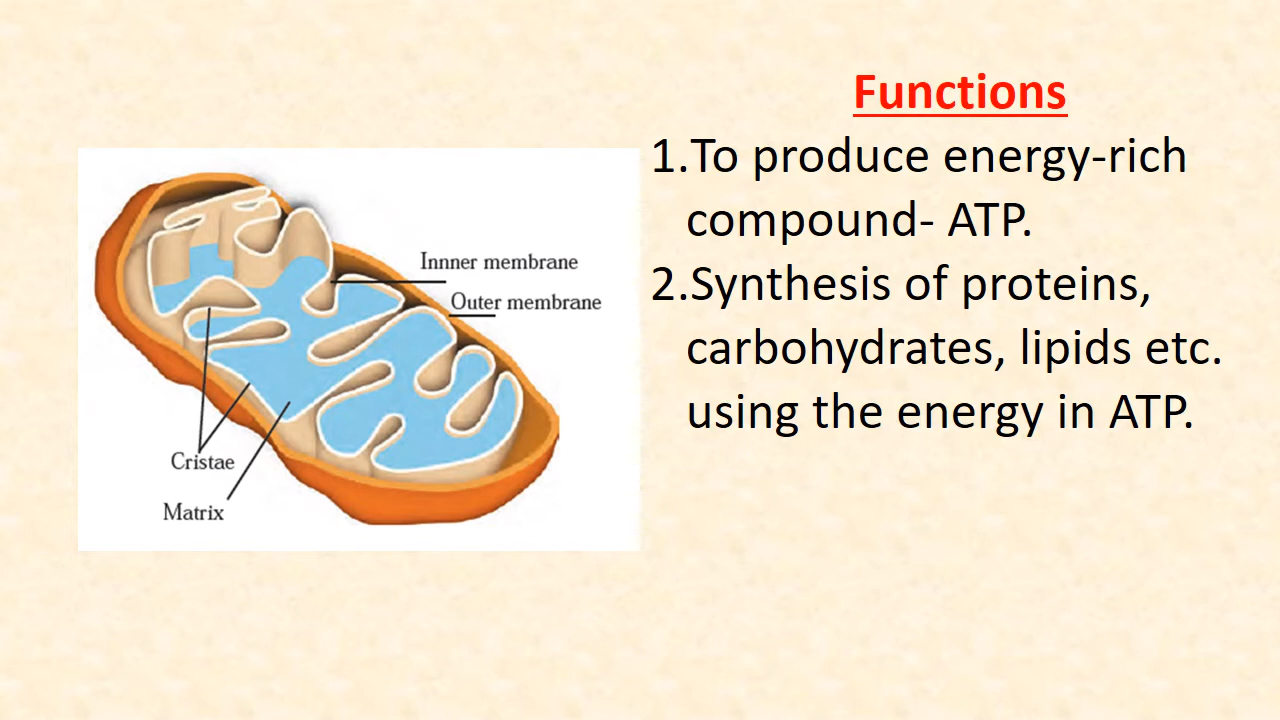 Functions
1.To produce energy-rich
compound- ATP.
2.Synthesis of proteins,
carbohydrates, lipids etc.
using the energy in ATP.
Innner membrane
Outer membrane
Cristae
Matrix